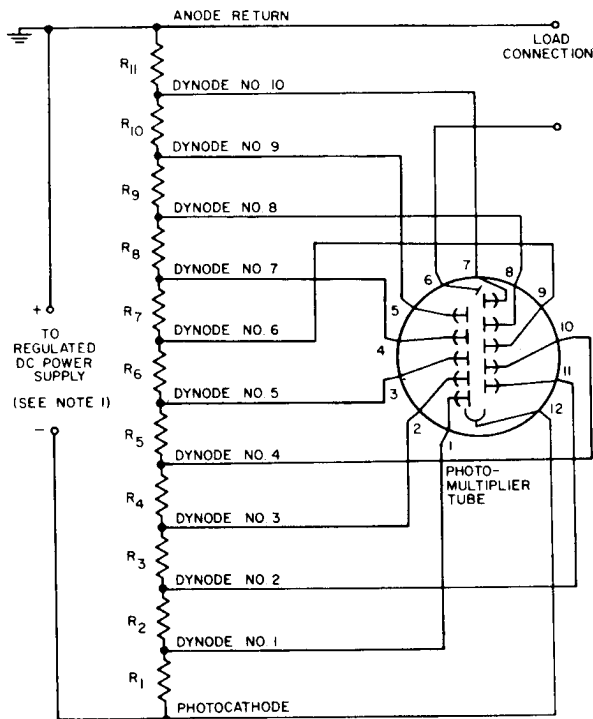 ANODE RETURN
LOAD
CONNECTION
R11
DYNODE NO. 10
R10
DYNODE NO. 9
R9
DYNODE NO. 8
R8
DYNODE NO. 7
R7
DYNODE NO. 6
R6
DYNODE NO. 5
R5
DYNODE NO. 4
R4
DYNODE NO. 3
R3
DYNODE NO. 2
R2
DYNODE NO. 1
R1
PHOTOCATHODE
+
TO
REGULATED
DC POWER
SUPPLY
(SEE NOTE 1)
−
1
2
3
4
5
6
7
8
9
10
11
12
PHOTO-
MULTIPLIER
TUBE